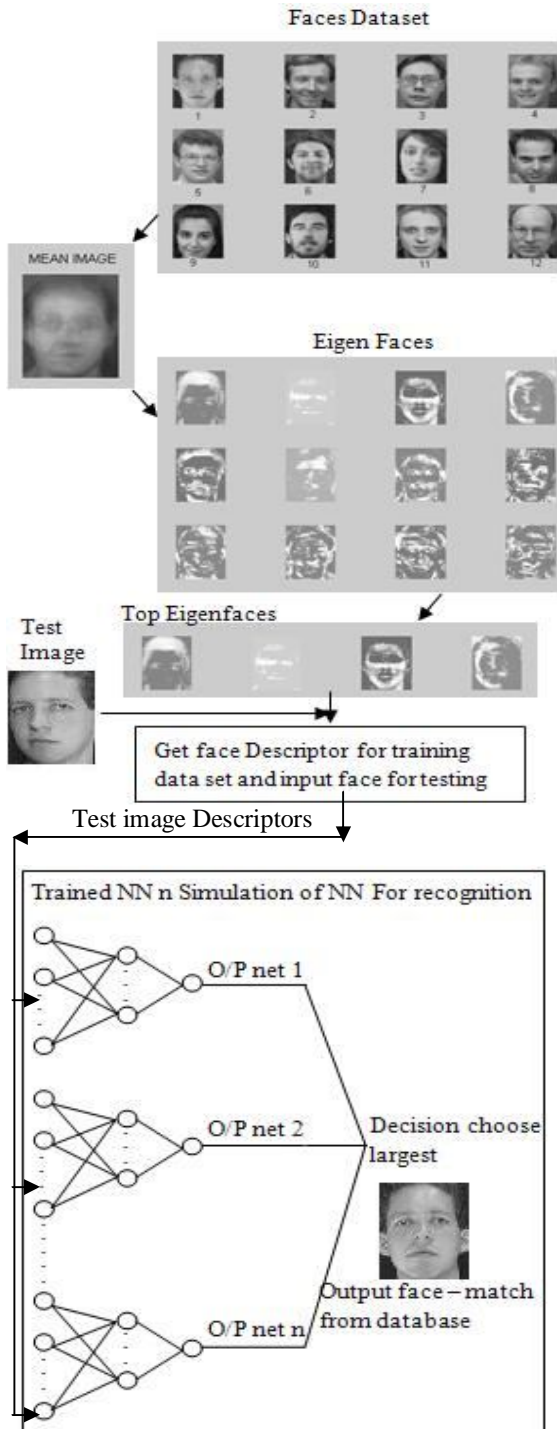 Faces Dataset
1 2 3 4
5 6 7 8
9 10 11 12
MEAN IMAGE
Eigen Faces
Top Eigenfaces
Test
Image
Get face Descriptor for training
data set and input face for testing
Test image Descriptors
Trained NN n Simulation of NN For recognition
O/P net 1
O/P net 2
Decision choose
largest
Output face – match
from database
O/P net n